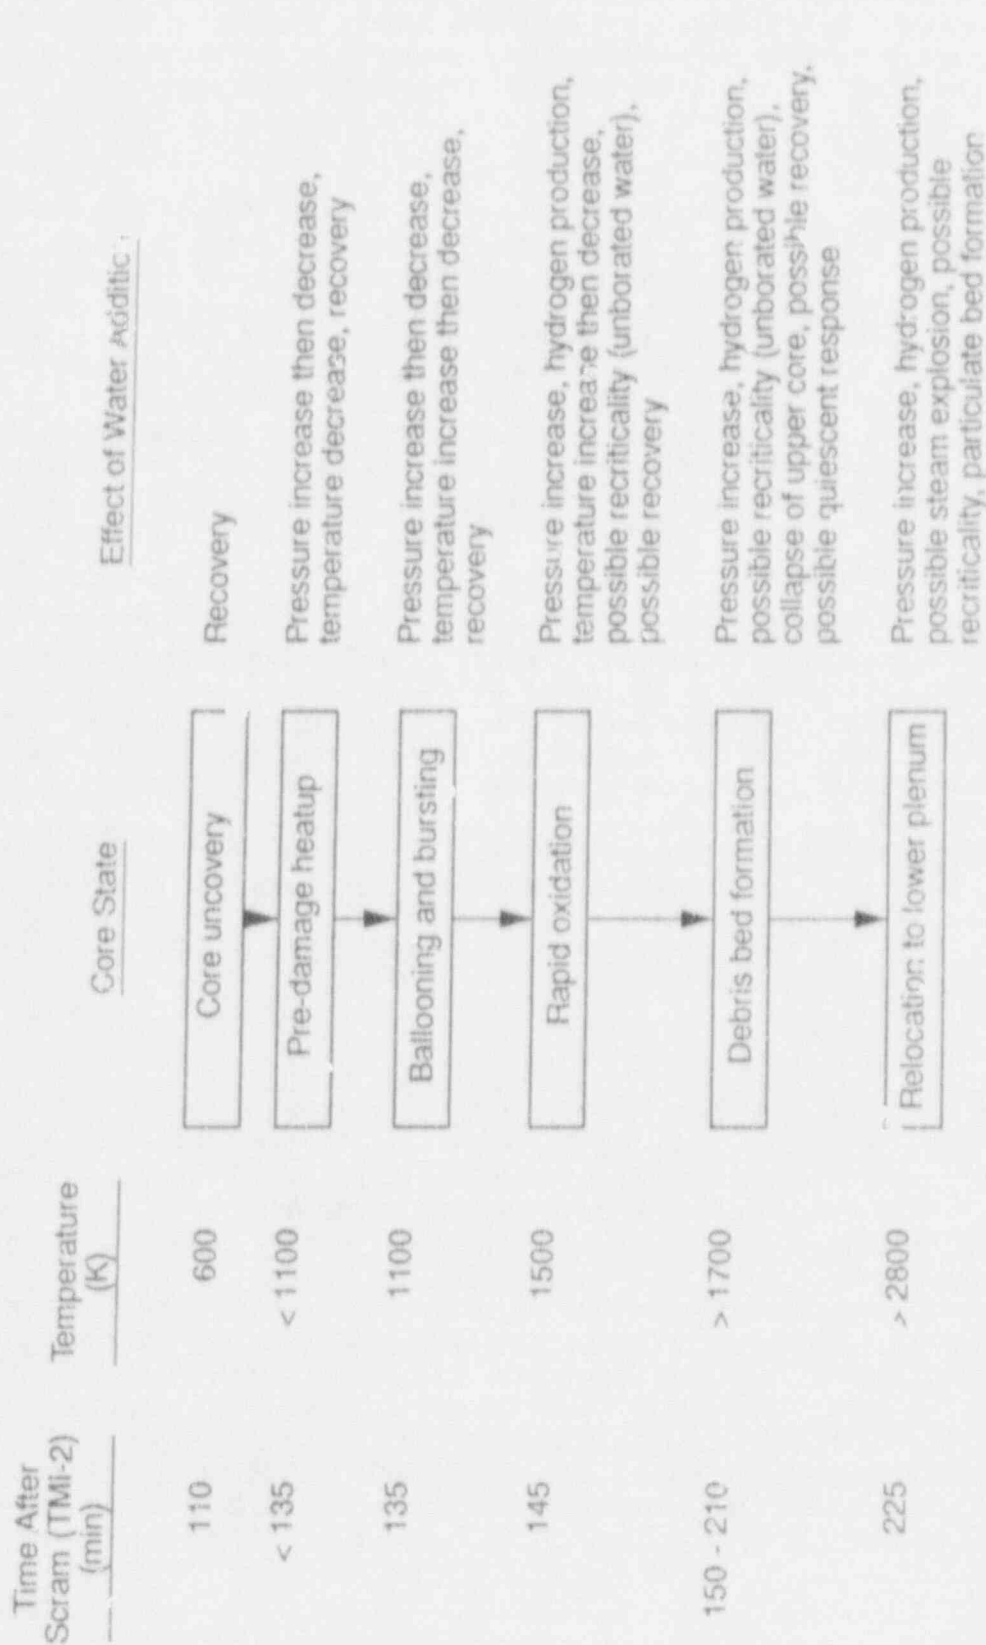 Time After
Scram (TMI-2)
(min)
Temperature
(K)
Core State
Effect of Water Addition
110
600
Core uncovery
Recovery
< 135
< 1100
Pre-damage heatup
Pressure increase then decrease,
temperature decrease, recovery
135
1100
Ballooning and bursting
Pressure increase then decrease,
temperature increase then decrease,
recovery
145
1500
Rapid oxidation
Pressure increase, hydrogen production,
temperature increase then decrease,
possible recriticality (unborated water),
possible recovery
150 - 210
> 1700
Debris bed formation
Pressure increase, hydrogen production,
possible recriticality (unborated water),
collapse of upper core, possible recovery,
possible quiescent response
225
> 2800
Relocation to lower plenum
Pressure increase, hydrogen production,
possible steam explosion, possible
recriticality, particulate bed formation